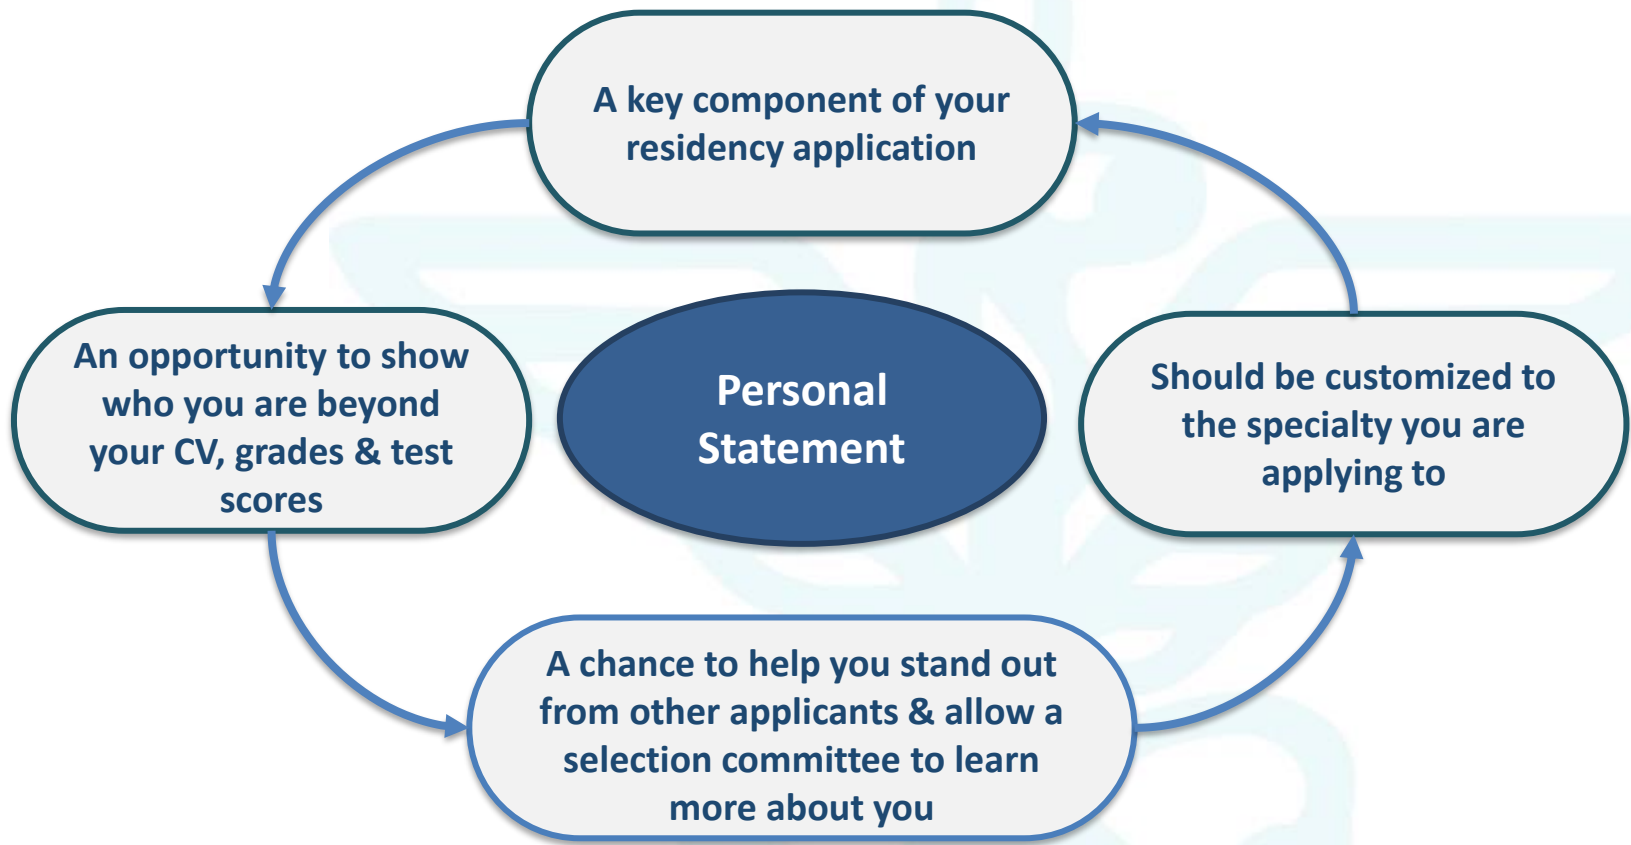 A key component of your
residency application
An opportunity to show
who you are beyond
your CV, grades & test
scores
Personal
Statement
Should be customized to
the specialty you are
applying to
A chance to help you stand out
from other applicants & allow a
selection committee to learn
more about you